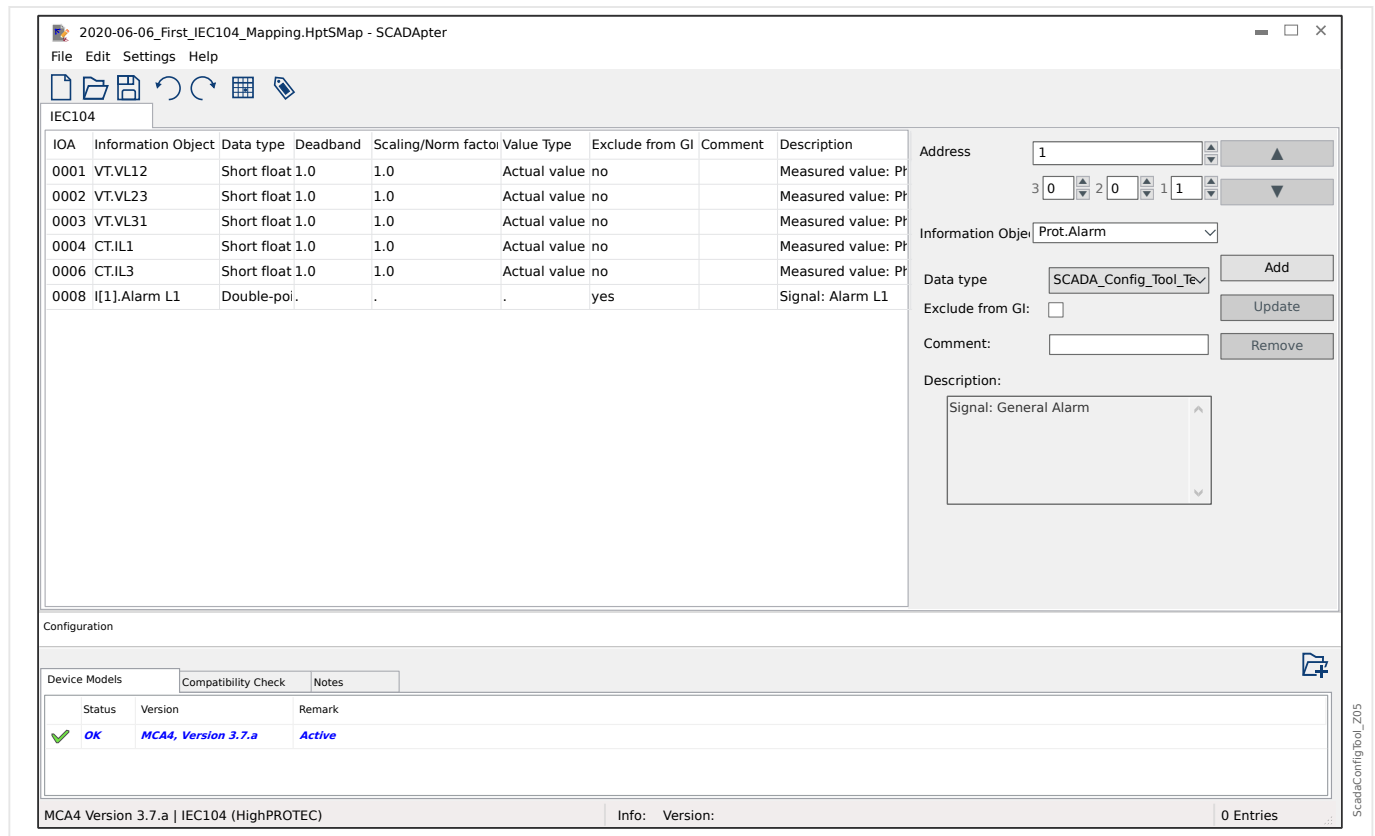 2020-06-06_First_IEC104_Mapping.HptSMap - SCADApter
File Edit Settings Help
IEC104
IOA Information Object Data type Deadband Scaling/Norm factor Value Type Exclude from GI Comment Description
0001 VT.VL12 Short float 1.0 1.0 Actual value no Measured value: Ph
0002 VT.VL23 Short float 1.0 1.0 Actual value no Measured value: Ph
0003 VT.VL31 Short float 1.0 1.0 Actual value no Measured value: Ph
0004 CT.IL1 Short float 1.0 1.0 Actual value no Measured value: Ph
0006 CT.IL3 Short float 1.0 1.0 Actual value no Measured value: Ph
0008 I[1].Alarm L1 Double-poi . . . yes Signal: Alarm L1
Address 1
3 0 2 0 1 1
Information Obje Prot.Alarm
Data type SCADA_Config_Tool_Te
Add
Exclude from GI:
Update
Comment:
Remove
Description:
Signal: General Alarm
Configuration
Device Models Compatibility Check Notes
Status Version Remark
OK MCA4, Version 3.7.a Active
MCA4 Version 3.7.a | IEC104 (HighPROTEC) Info: Version: 0 Entries
ScadaConfigTool_Z05